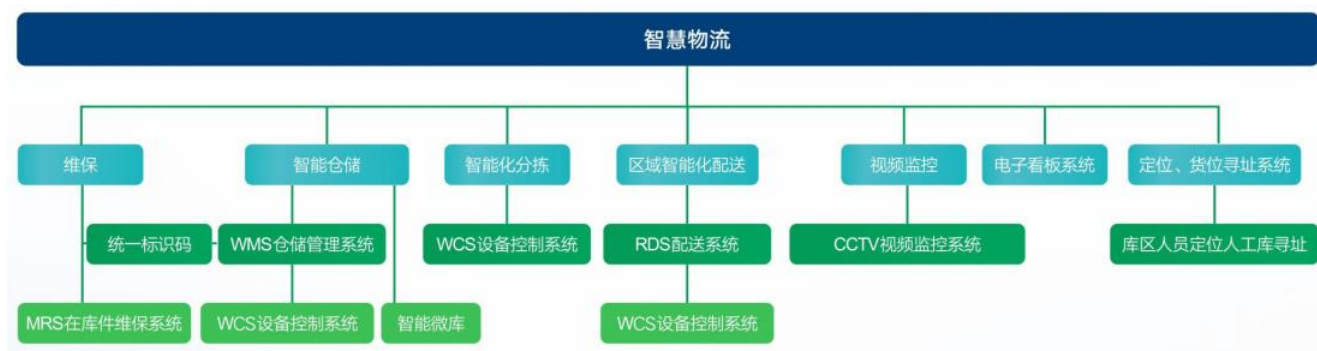 智慧物流
维保
智能仓储
智能化分拣
区域智能化配送
视频监控
电子看板系统
定位、货位寻址系统
统一标识码
WMS仓储管理系统
WCS设备控制系统
RDS配送系统
CCTV视频监控系统
库区人员定位人工库寻址
MRS在库件维保系统
WCS设备控制系统
智能微库
WCS设备控制系统